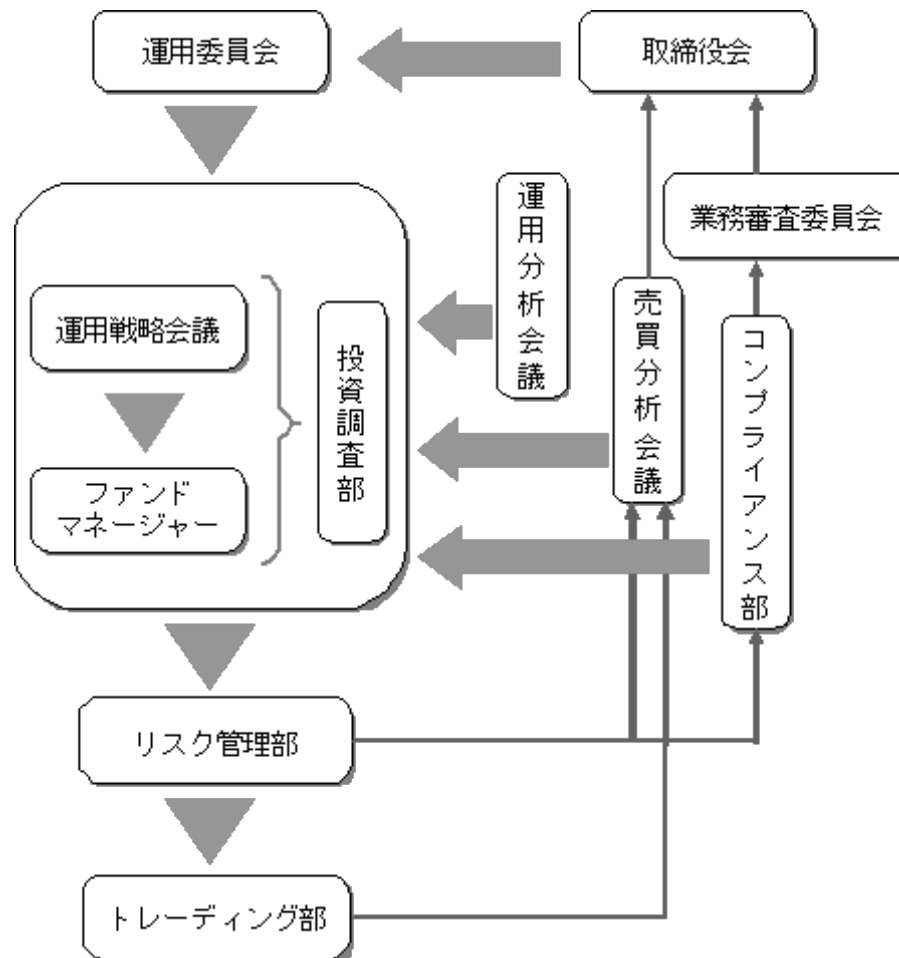 運用委員会
取締役会
運用分析会議
業務審査委員会
売買分析会議
コンプライアンス部
運用戦略会議
投資調査部
ファンド
マネージャー
リスク管理部
トレーディング部